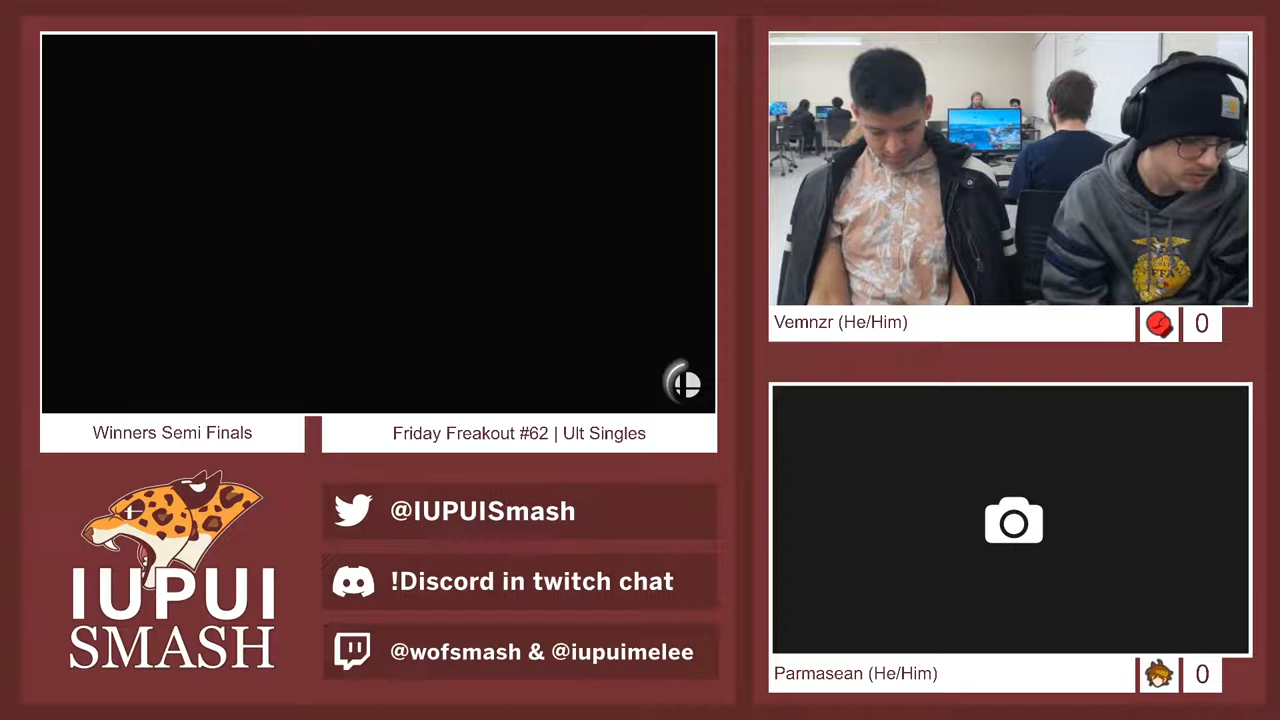 Winners Semi Finals
Friday Freakout #62 | Ult Singles
IUPUI
SMASH
@IUPUISmash
!Discord in twitch chat
@wofsmash & @iupuimelee
Vemnzr (He/Him)
0
Parmasean (He/Him)
0